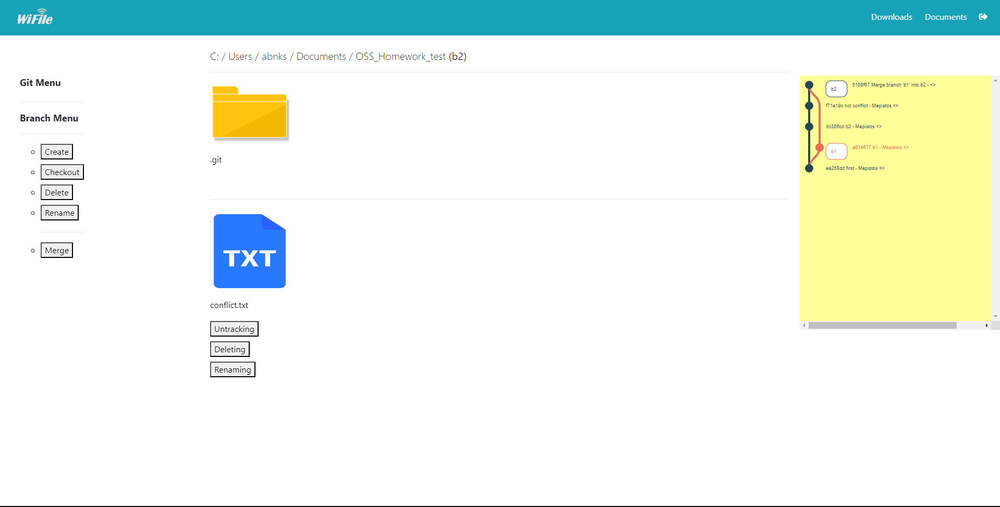 WiFile
Downloads
Documents
C: / Users / abnks / Documents / OSS_Homework_test (b2)
Git Menu
Branch Menu
Create
Checkout
Delete
Rename
Merge
.git
TXT
conflict.txt
Untracking
Deleting
Renaming
b2
5108f67 Merge branch 'b1' into b2 - <>
f71e19c not conflict - Mepistos <>
dc386cd b2 - Mepistos <>
b1
a634677 b1 - Mepistos <>
ee258dd first - Mepistos <>